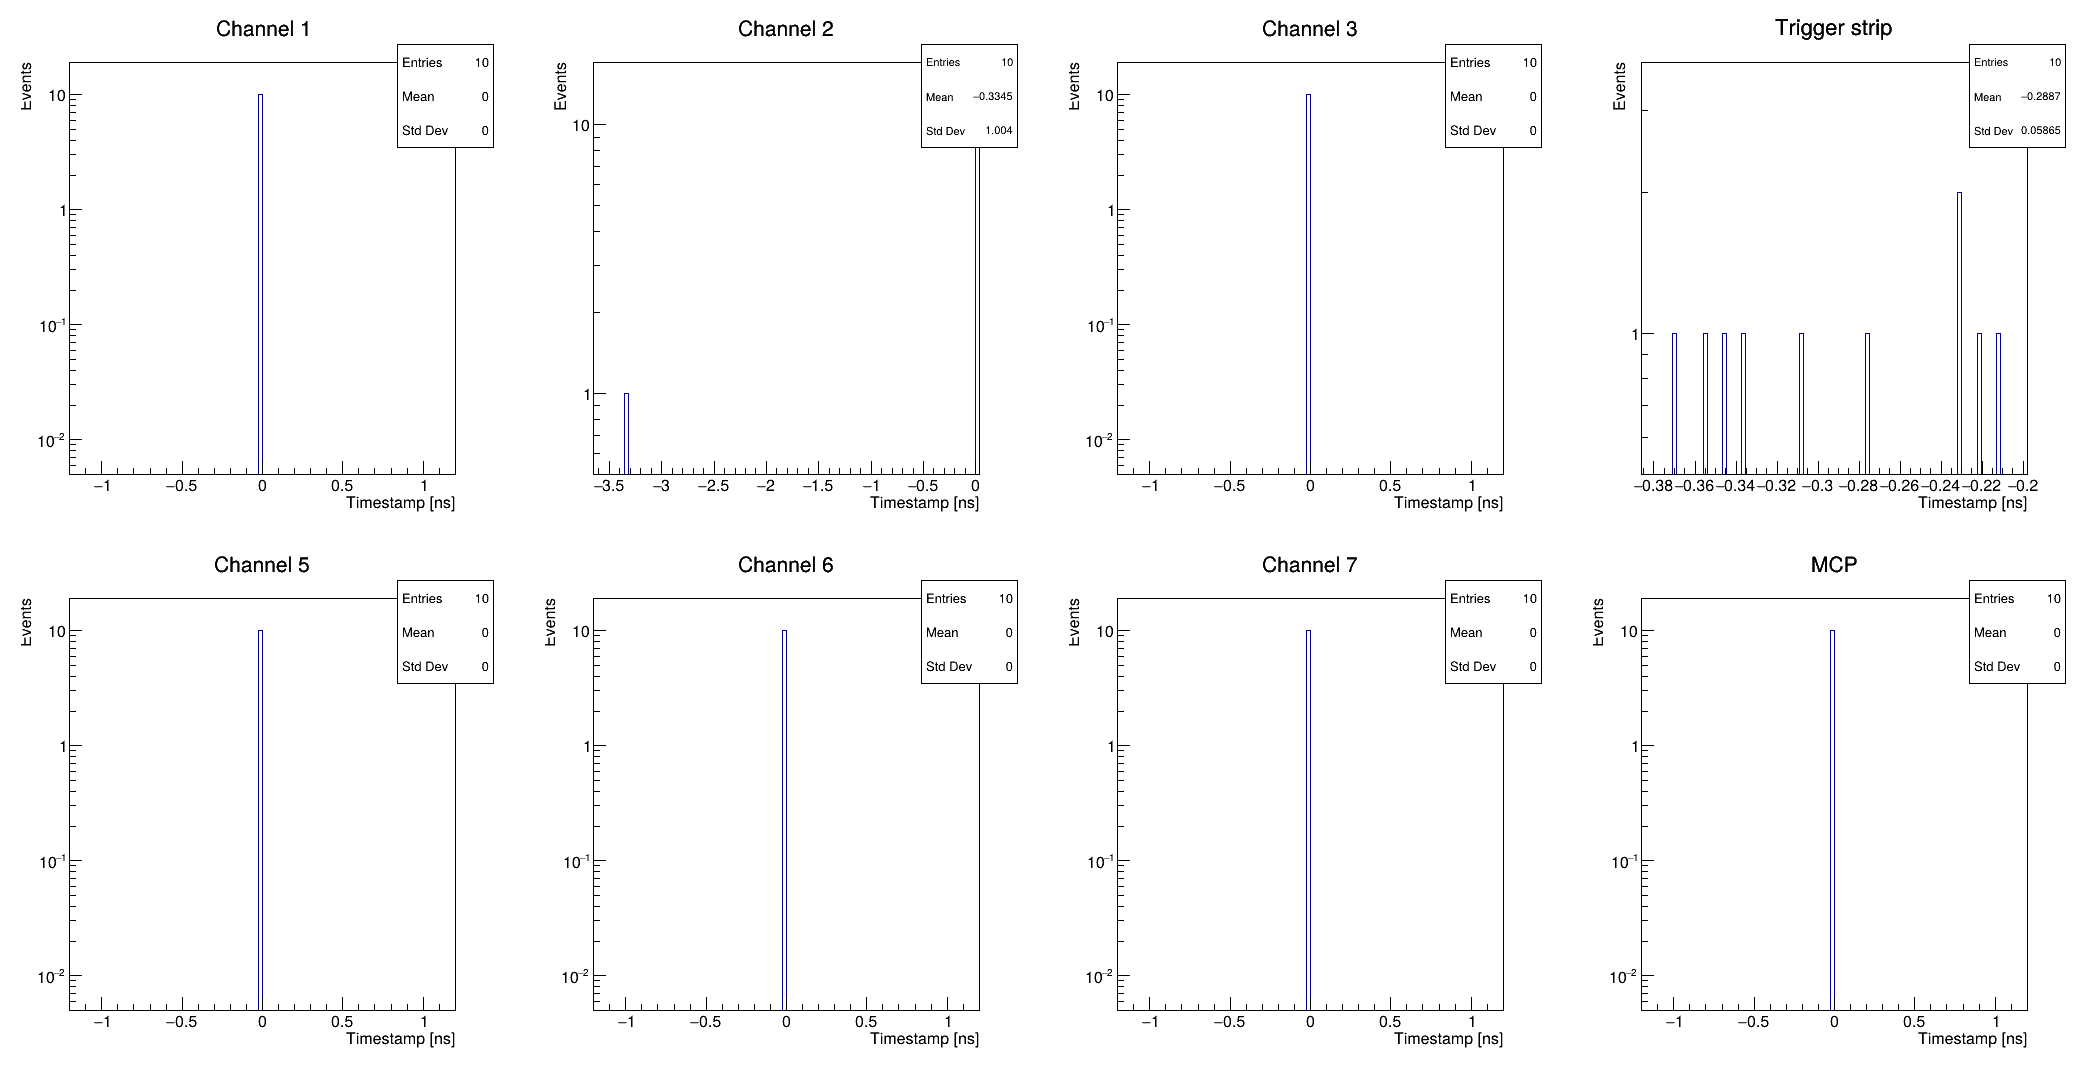 Channel 1
Events
Entries 10
Mean 0
Std Dev 0
10
1
10⁻¹
10⁻²
−1 −0.5 0 0.5 1
Timestamp [ns]
Channel 2
Events
Entries 10
Mean −0.3345
Std Dev 1.004
10
1
−3.5 −3 −2.5 −2 −1.5 −1 −0.5 0
Timestamp [ns]
Channel 3
Events
Entries 10
Mean 0
Std Dev 0
10
1
10⁻¹
10⁻²
−1 −0.5 0 0.5 1
Timestamp [ns]
Trigger strip
Events
Entries 10
Mean −0.2887
Std Dev 0.05865
1
−0.38 −0.36 −0.34 −0.32 −0.3 −0.28 −0.26 −0.24 −0.22 −0.2
Timestamp [ns]
Channel 5
Events
Entries 10
Mean 0
Std Dev 0
10
1
10⁻¹
10⁻²
−1 −0.5 0 0.5 1
Timestamp [ns]
Channel 6
Events
Entries 10
Mean 0
Std Dev 0
10
1
10⁻¹
10⁻²
−1 −0.5 0 0.5 1
Timestamp [ns]
Channel 7
Events
Entries 10
Mean 0
Std Dev 0
10
1
10⁻¹
10⁻²
−1 −0.5 0 0.5 1
Timestamp [ns]
MCP
Events
Entries 10
Mean 0
Std Dev 0
10
1
10⁻¹
10⁻²
−1 −0.5 0 0.5 1
Timestamp [ns]